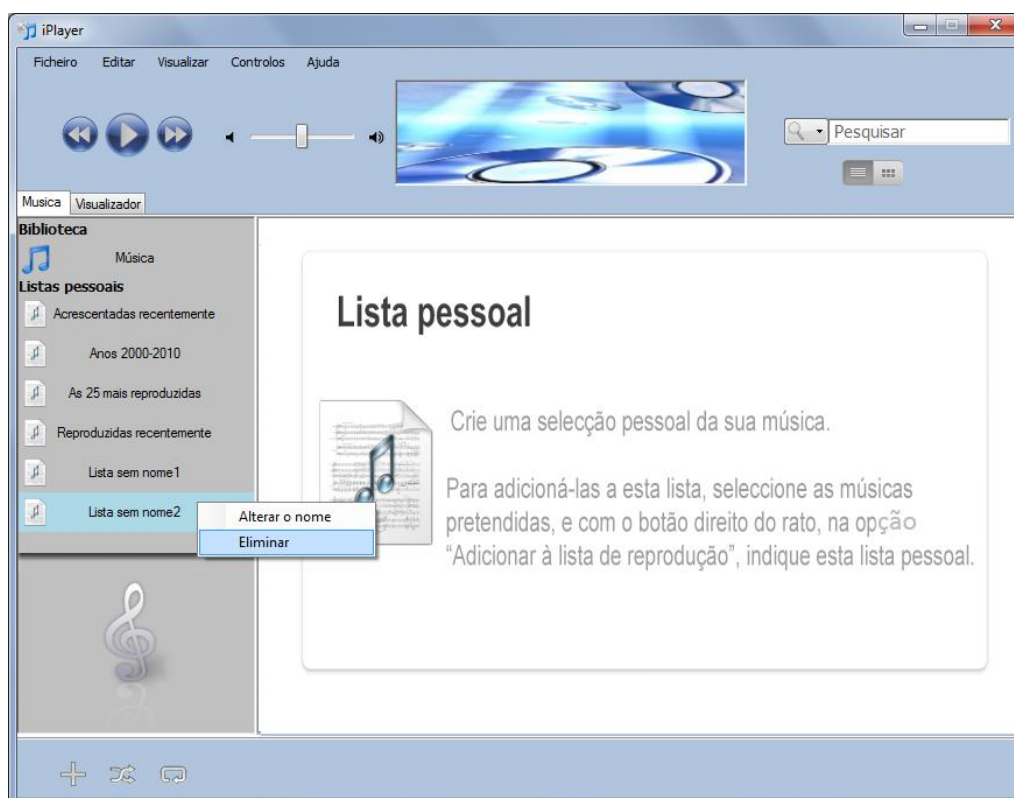 iPlayer
Ficheiro Editar Visualizar Controlos Ajuda
Pesquisar
Musica Visualizador
Biblioteca
Música
Listas pessoais
Acrescentadas recentemente
Anos 2000-2010
As 25 mais reproduzidas
Reproduzidas recentemente
Lista sem nome1
Lista sem nome2
Alterar o nome
Eliminar
Lista pessoal
Crie uma selecção pessoal da sua música.
Para adicioná-las a esta lista, seleccione as músicas
pretendidas, e com o botão direito do rato, na opção
“Adicionar à lista de reprodução”, indique esta lista pessoal.